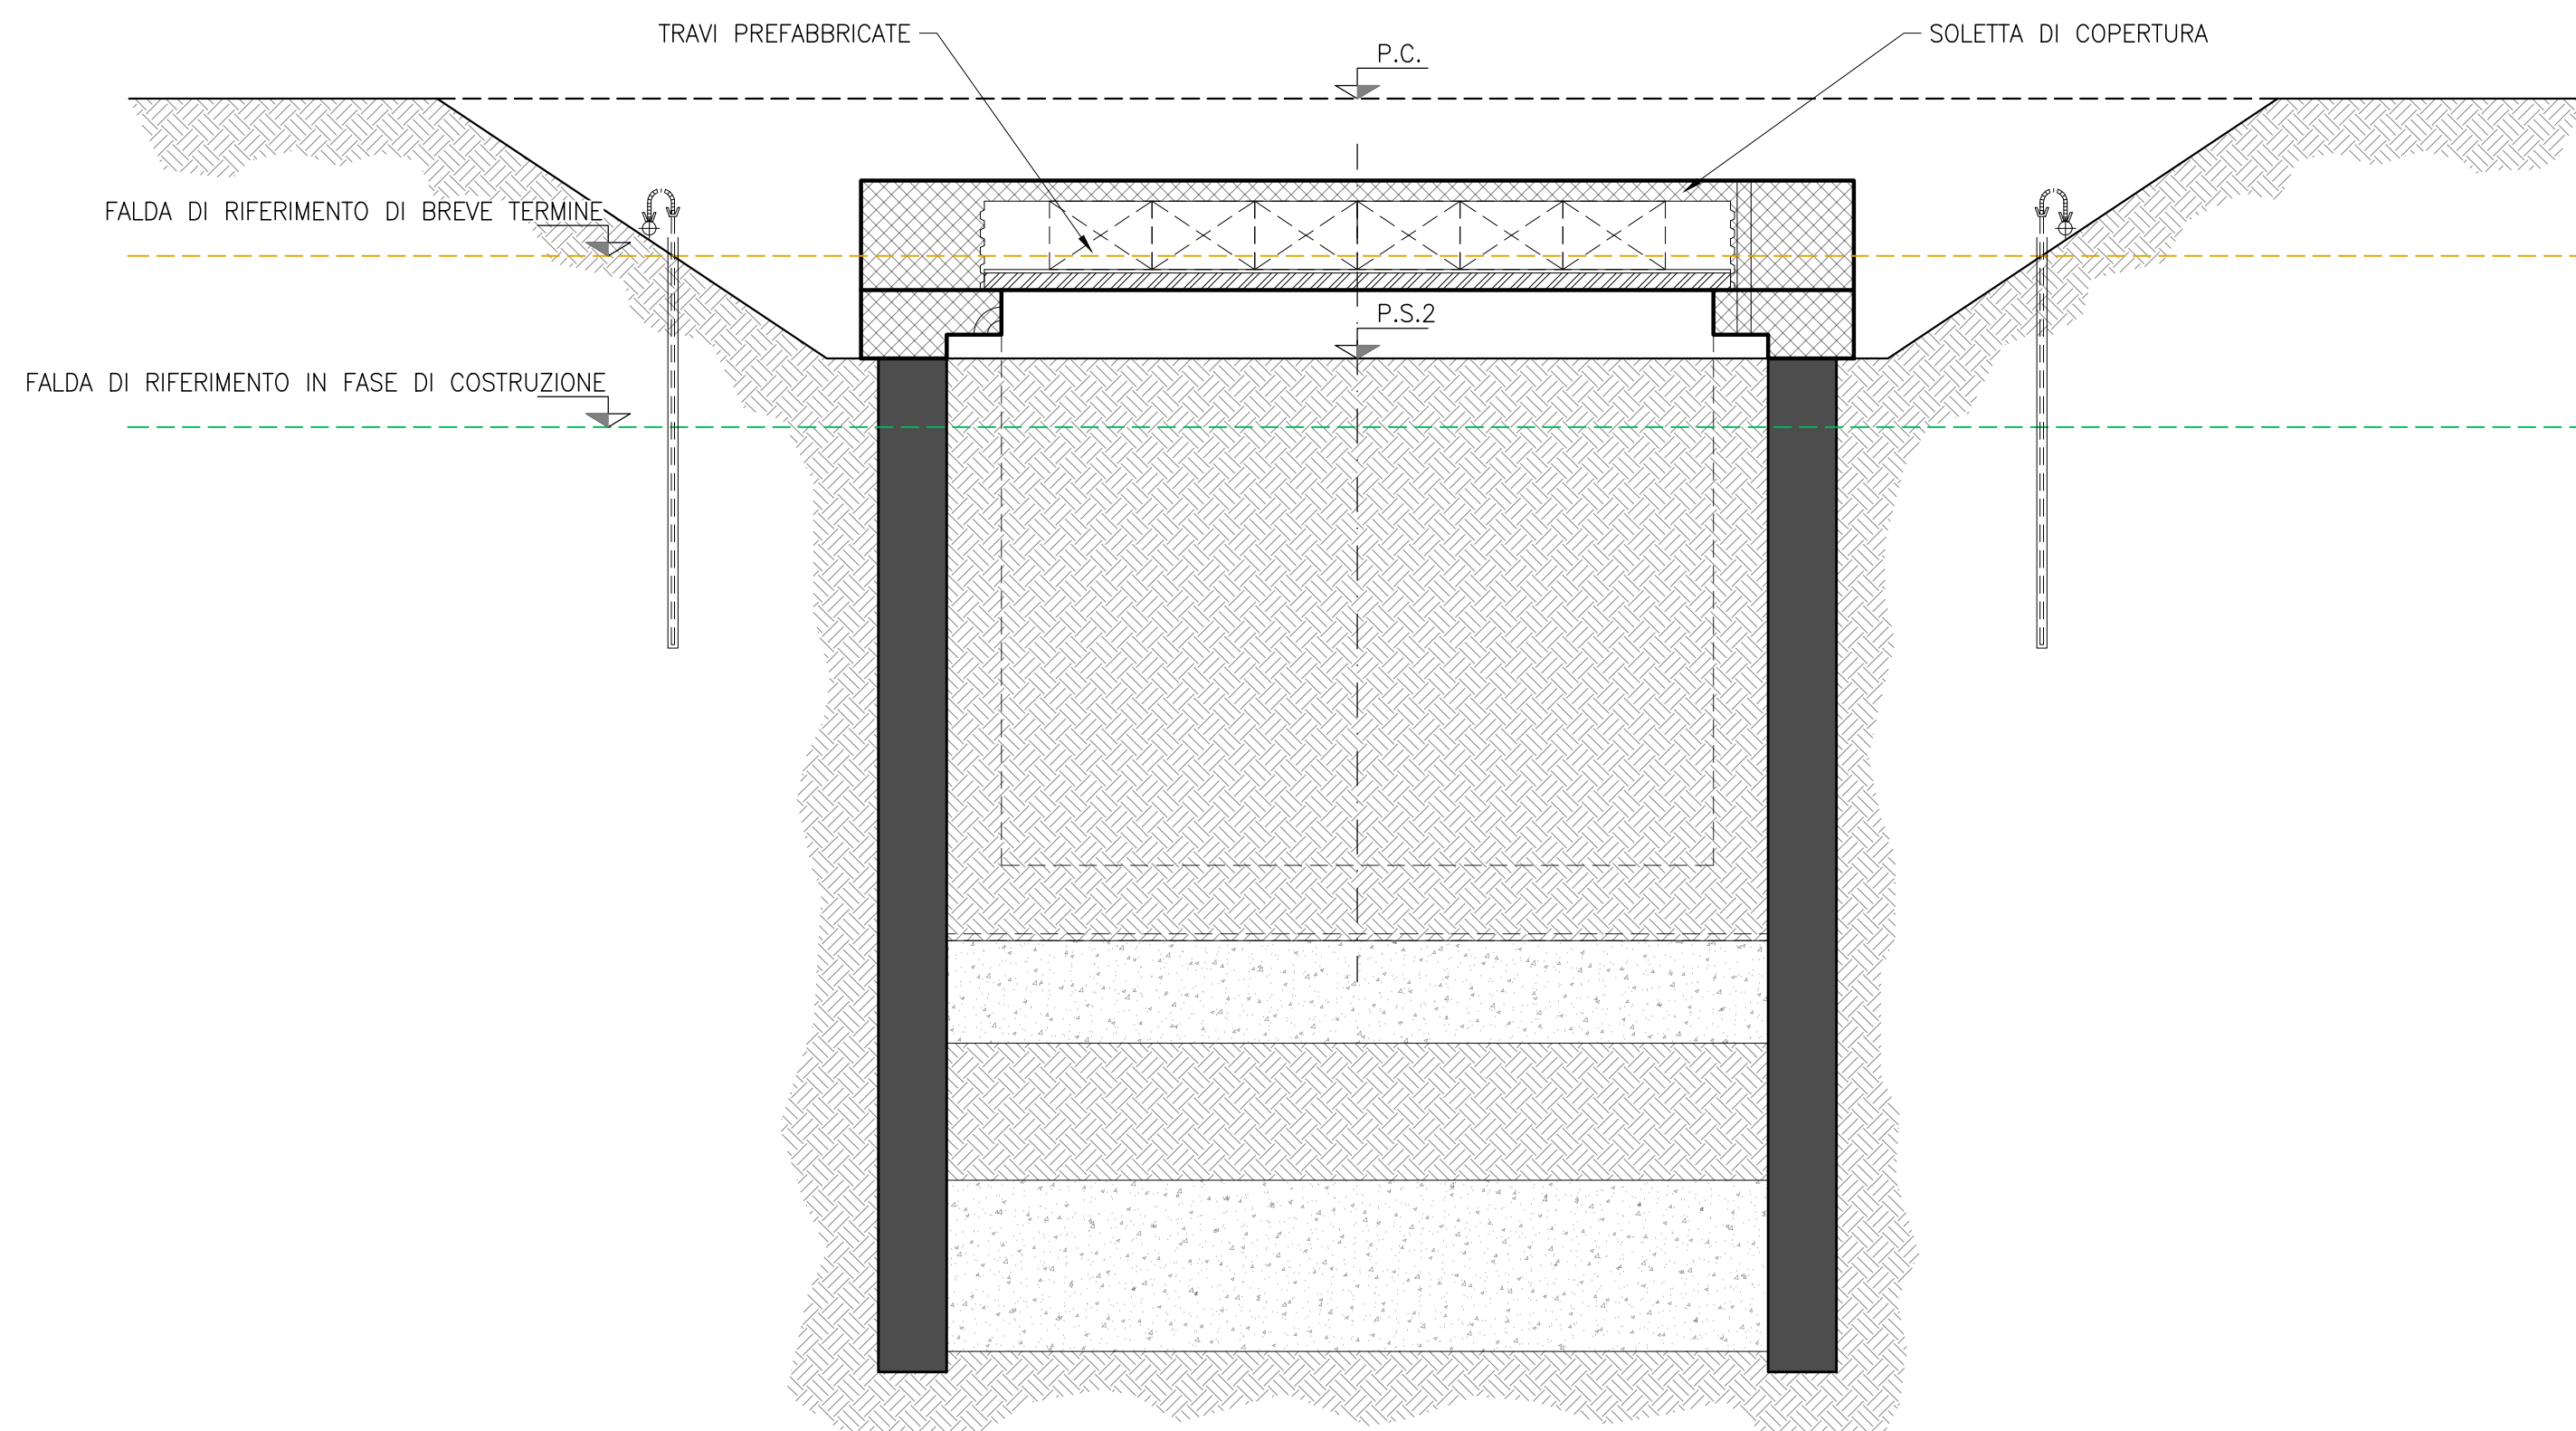 TRAVI PREFABBRICATE
SOLETTA DI COPERTURA
P.C.
FALDA DI RIFERIMENTO DI BREVE TERMINE
P.S.2
FALDA DI RIFERIMENTO IN FASE DI COSTRUZIONE